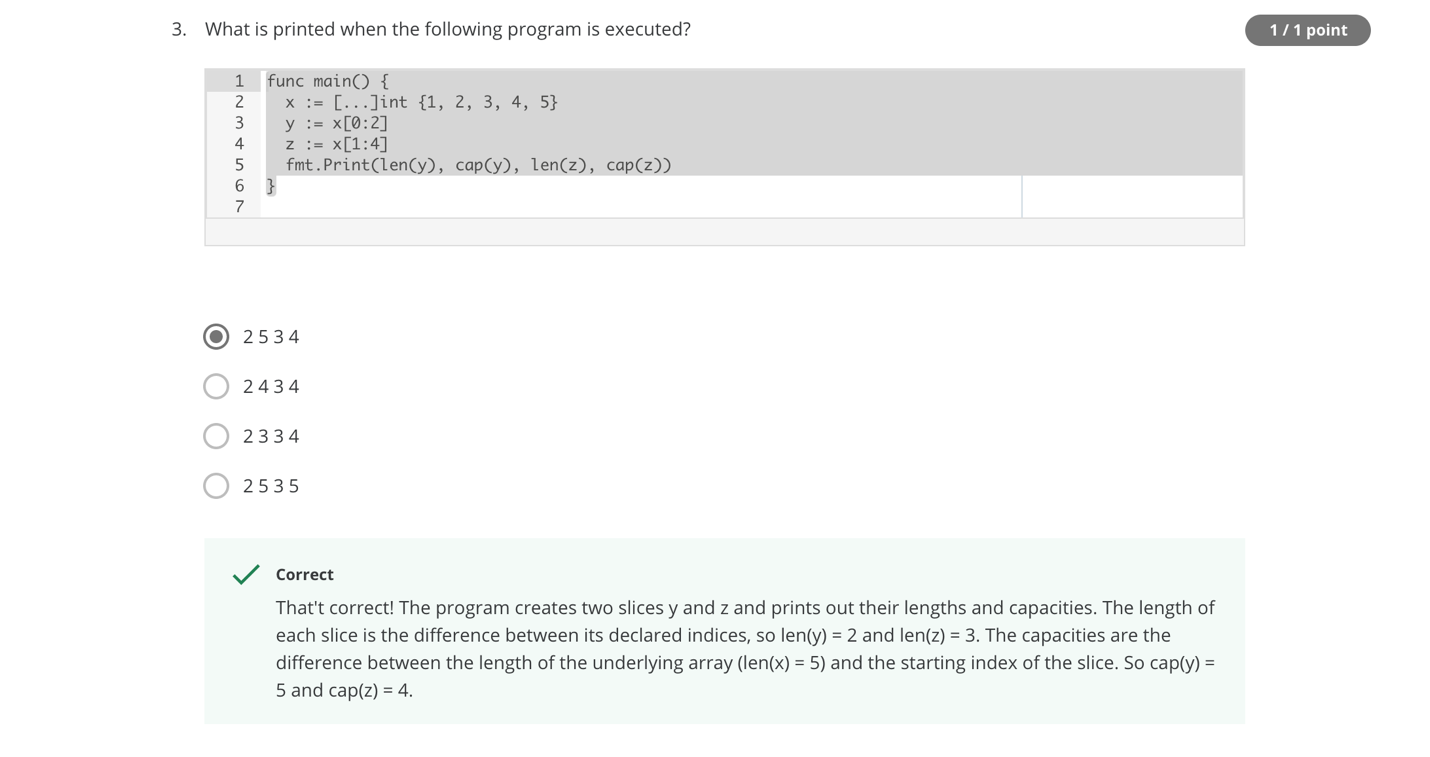 3. What is printed when the following program is executed?
1 / 1 point
1 func main() {
2   x := [...]int {1, 2, 3, 4, 5}
3   y := x[0:2]
4   z := x[1:4]
5   fmt.Print(len(y), cap(y), len(z), cap(z))
6 }
7
2 5 3 4
2 4 3 4
2 3 3 4
2 5 3 5
Correct
That't correct! The program creates two slices y and z and prints out their lengths and capacities. The length of
each slice is the difference between its declared indices, so len(y) = 2 and len(z) = 3. The capacities are the
difference between the length of the underlying array (len(x) = 5) and the starting index of the slice. So cap(y) =
5 and cap(z) = 4.